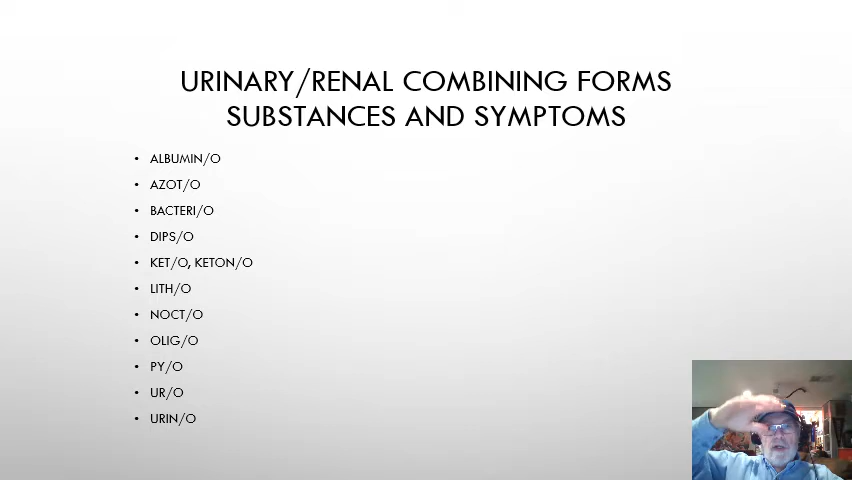 URINARY/RENAL COMBINING FORMS
SUBSTANCES AND SYMPTOMS
• ALBUMIN/O
• AZOT/O
• BACTERI/O
• DIPS/O
• KET/O, KETON/O
• LITH/O
• NOCT/O
• OLIG/O
• PY/O
• UR/O
• URIN/O